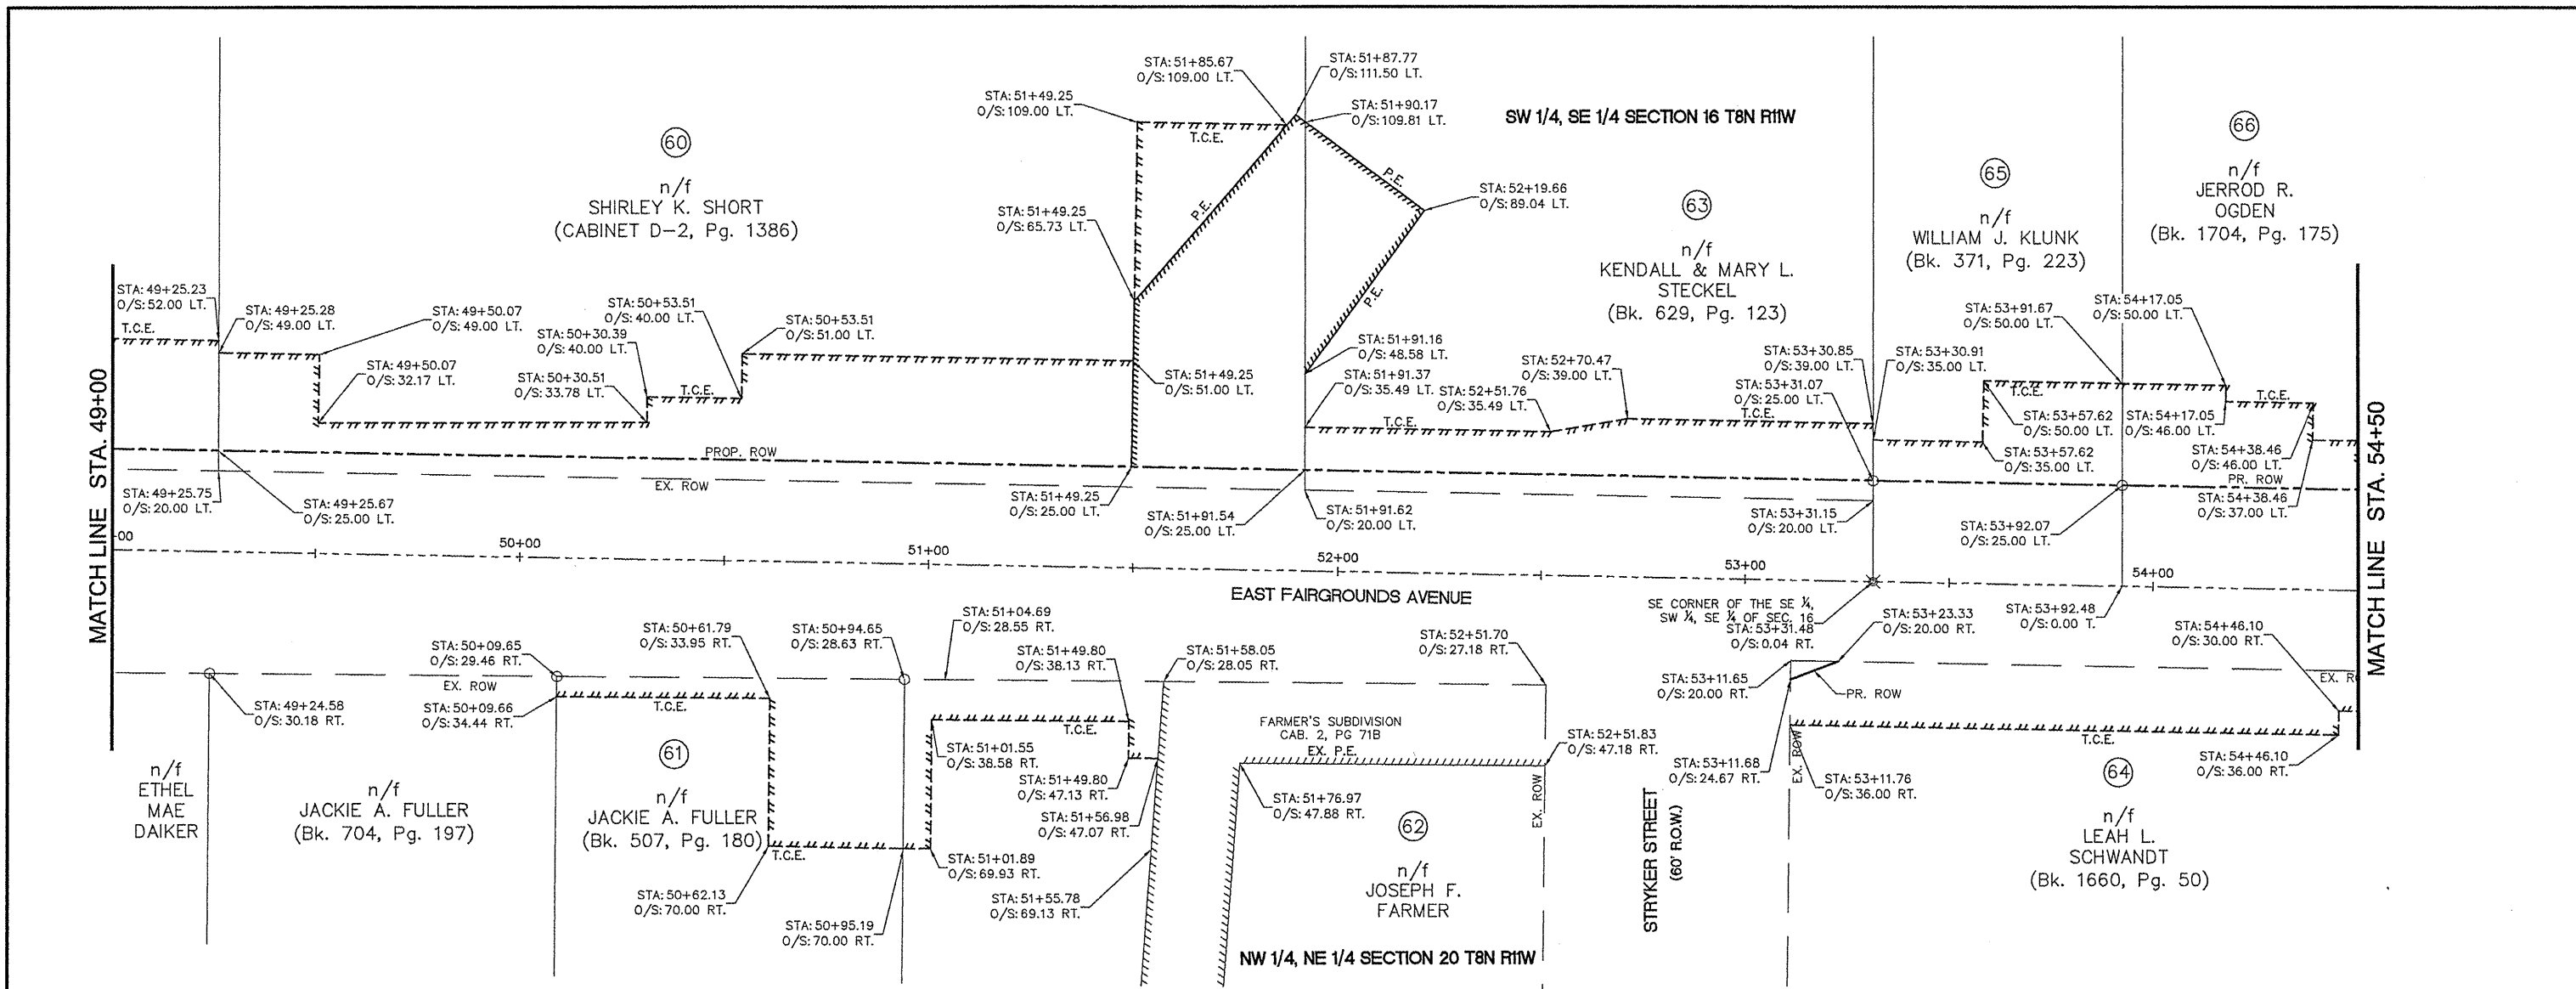 STA: 51+85.67
O/S: 109.00 LT.
STA: 51+87.77
O/S: 111.50 LT.
STA: 51+49.25
O/S: 109.00 LT.
STA: 51+90.17
O/S: 109.81 LT.
T.C.E.
SW 1/4, SE 1/4 SECTION 16 T8N R11W
60
n/f
SHIRLEY K. SHORT
(CABINET D-2, Pg. 1386)
P.E.
STA: 52+19.66
O/S: 89.04 LT.
STA: 51+49.25
O/S: 65.73 LT.
P.E.
P.E.
63
n/f
KENDALL & MARY L.
STECKEL
(Bk. 629, Pg. 123)
65
n/f
WILLIAM J. KLUNK
(Bk. 371, Pg. 223)
66
n/f
JERROD R.
OGDEN
(Bk. 1704, Pg. 175)
MATCH LINE STA. 49+00
STA: 49+25.23
O/S: 52.00 LT.
T.C.E.
STA: 49+25.28
O/S: 49.00 LT.
STA: 49+50.07
O/S: 49.00 LT.
STA: 49+50.07
O/S: 32.17 LT.
STA: 50+30.39
O/S: 40.00 LT.
STA: 50+30.51
O/S: 33.78 LT.
STA: 50+53.51
O/S: 40.00 LT.
T.C.E.
STA: 50+53.51
O/S: 51.00 LT.
STA: 51+49.25
O/S: 51.00 LT.
STA: 51+91.16
O/S: 48.58 LT.
STA: 51+91.37
O/S: 35.49 LT.
T.C.E.
STA: 52+51.76
O/S: 35.49 LT.
STA: 52+70.47
O/S: 39.00 LT.
T.C.E.
STA: 53+30.85
O/S: 39.00 LT.
STA: 53+31.07
O/S: 25.00 LT.
STA: 53+30.91
O/S: 35.00 LT.
STA: 53+91.67
O/S: 50.00 LT.
T.C.E.
STA: 53+57.62
O/S: 50.00 LT.
STA: 53+57.62
O/S: 35.00 LT.
STA: 54+17.05
O/S: 50.00 LT.
STA: 54+17.05
O/S: 46.00 LT.
T.C.E.
STA: 54+38.46
O/S: 46.00 LT.
PR. ROW
STA: 54+38.46
O/S: 37.00 LT.
MATCH LINE STA. 54+50
PROP. ROW
EX. ROW
STA: 49+25.75
O/S: 20.00 LT.
STA: 49+25.67
O/S: 25.00 LT.
STA: 51+49.25
O/S: 25.00 LT.
STA: 51+91.54
O/S: 25.00 LT.
STA: 51+91.62
O/S: 20.00 LT.
STA: 53+31.15
O/S: 20.00 LT.
STA: 53+92.07
O/S: 25.00 LT.
00
50+00
51+00
52+00
53+00
54+00
EAST FAIRGROUNDS AVENUE
SE CORNER OF THE SE ¼,
SW ¼, SE ¼ OF SEC. 16
STA: 53+31.48
O/S: 0.04 RT.
STA: 53+23.33
O/S: 20.00 RT.
STA: 53+92.48
O/S: 0.00 T.
STA: 54+46.10
O/S: 30.00 RT.
EX. R
STA: 53+11.65
O/S: 20.00 RT.
PR. ROW
STA: 50+09.65
O/S: 29.46 RT.
EX. ROW
STA: 50+09.66
O/S: 34.44 RT.
STA: 49+24.58
O/S: 30.18 RT.
STA: 50+61.79
O/S: 33.95 RT.
T.C.E.
STA: 50+94.65
O/S: 28.63 RT.
STA: 51+04.69
O/S: 28.55 RT.
STA: 51+49.80
O/S: 38.13 RT.
T.C.E.
STA: 51+58.05
O/S: 28.05 RT.
STA: 52+51.70
O/S: 27.18 RT.
FARMER'S SUBDIVISION
CAB. 2, PG 71B
EX. P.E.
STA: 52+51.83
O/S: 47.18 RT.
STA: 51+01.55
O/S: 38.58 RT.
STA: 51+49.80
O/S: 47.13 RT.
STA: 51+56.98
O/S: 47.07 RT.
STA: 51+76.97
O/S: 47.88 RT.
EX. ROW
STRYKER STREET
(60' R.O.W.)
STA: 53+11.68
O/S: 24.67 RT.
EX. ROW
STA: 53+11.76
O/S: 36.00 RT.
T.C.E.
STA: 54+46.10
O/S: 36.00 RT.
n/f
ETHEL
MAE
DAIKER
n/f
JACKIE A. FULLER
(Bk. 704, Pg. 197)
61
n/f
JACKIE A. FULLER
(Bk. 507, Pg. 180)
T.C.E.
STA: 50+62.13
O/S: 70.00 RT.
STA: 50+95.19
O/S: 70.00 RT.
STA: 51+01.89
O/S: 69.93 RT.
STA: 51+55.78
O/S: 69.13 RT.
62
n/f
JOSEPH F.
FARMER
NW 1/4, NE 1/4 SECTION 20 T8N R11W
64
n/f
LEAH L.
SCHWANDT
(Bk. 1660, Pg. 50)